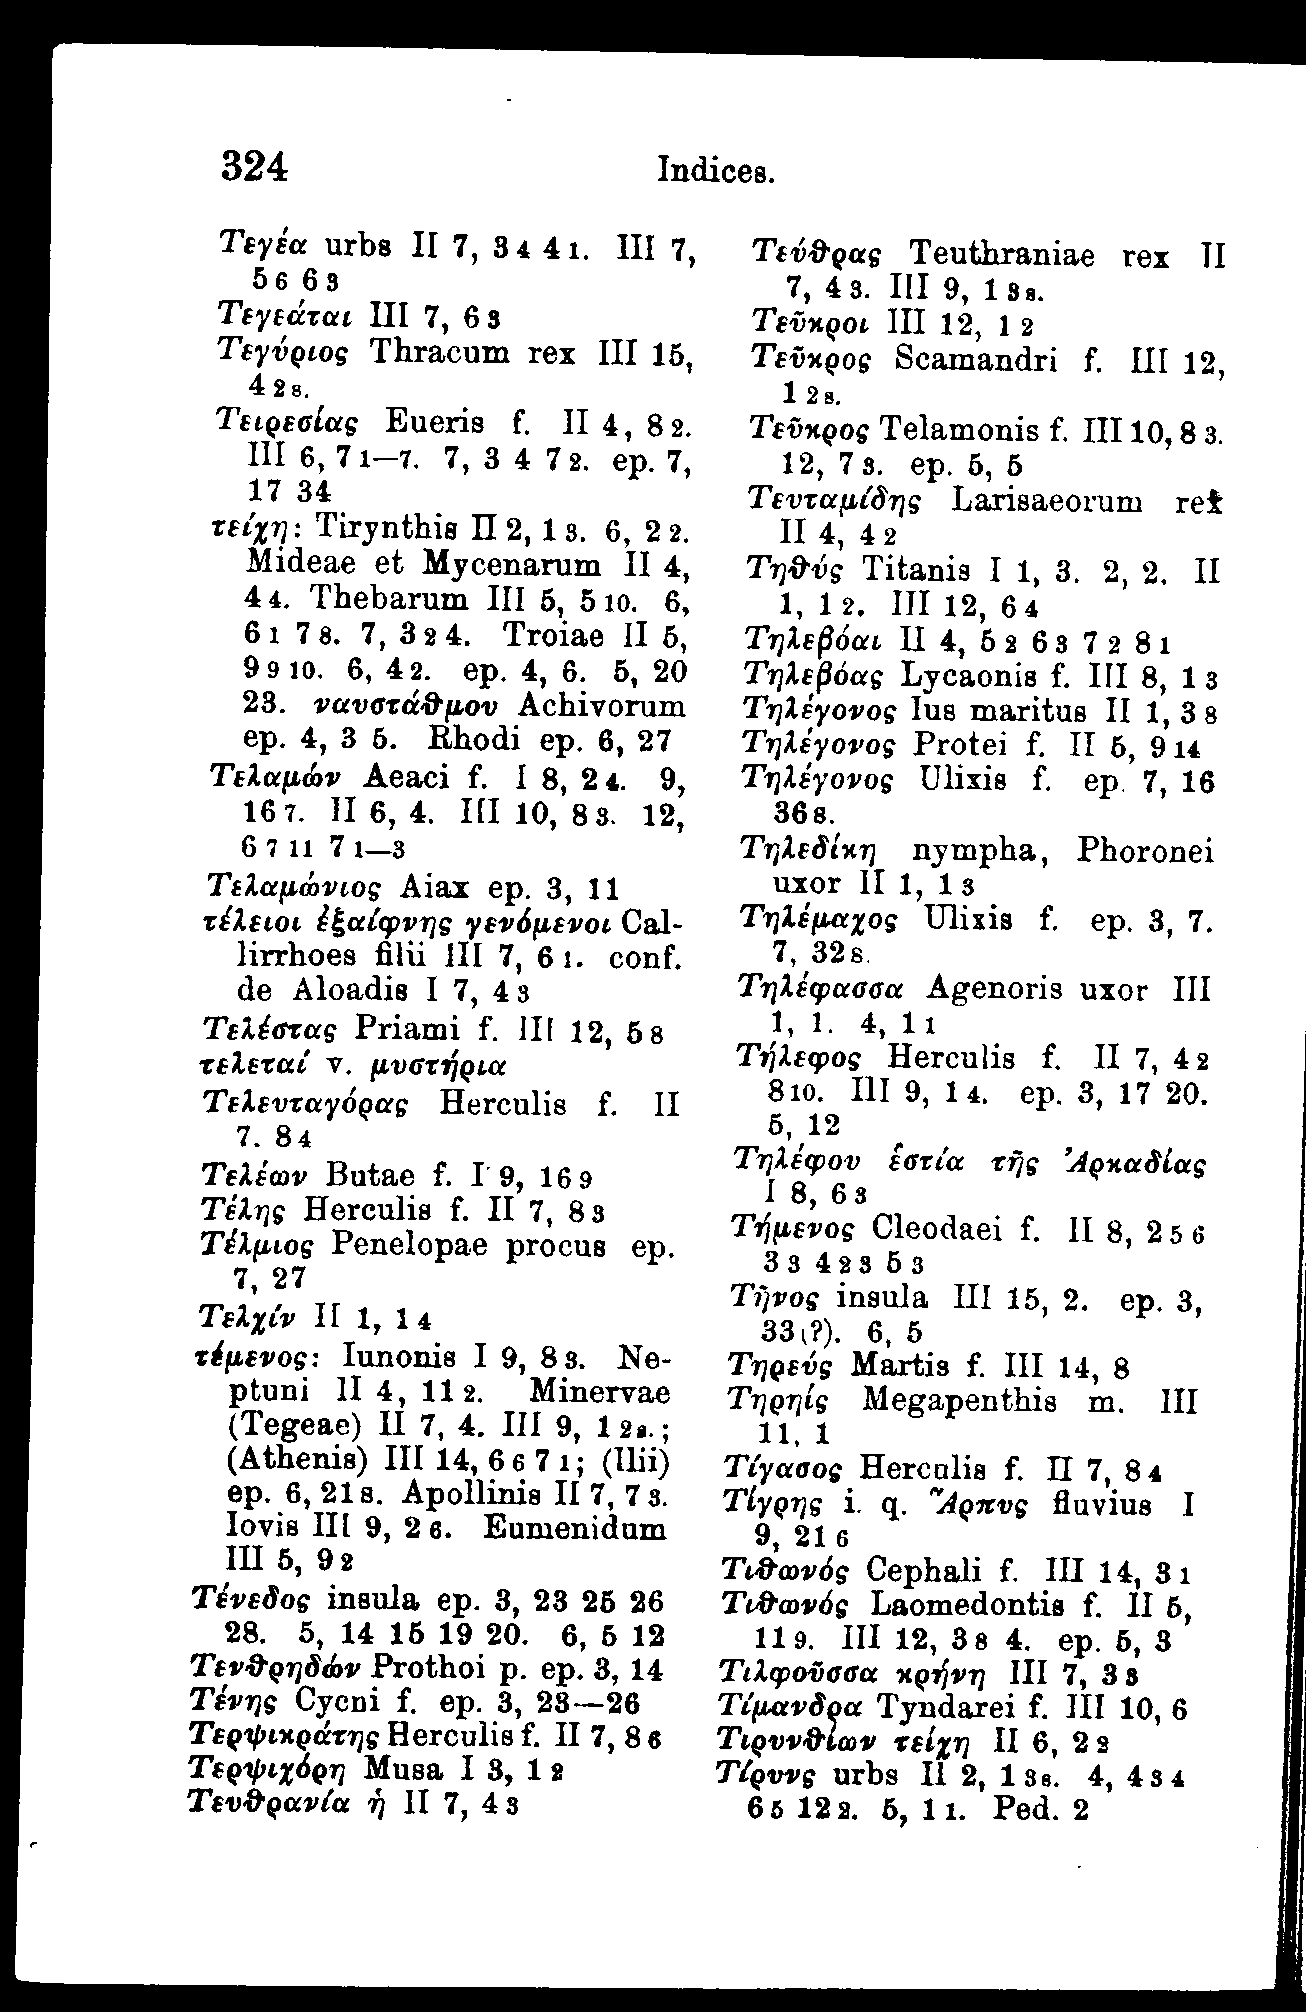 324
Indices.
Τεγέα urbs II 7, 3 4 4 1. III 7,
5 6 6 3
Τεγεάται III 7, 6 3
Τεγύριος Thracum rex III 15,
4 2 s.
Τειρεσίας Eueris f. II 4, 8 2.
III 6, 7 1—7. 7, 3 4 7 2. ep. 7,
17 34
τείχη: Tirynthis II 2, 1 3. 6, 2 2.
Mideae et Mycenarum II 4,
4 4. Thebarum III 5, 5 10. 6,
6 1 7 8. 7, 3 2 4. Troiae II 5,
9 9 10. 6, 4 2. ep. 4, 6. 5, 20
23. ναυστάθμου Achivorum
ep. 4, 3 5. Rhodi ep. 6, 27
Τελαμών Aeaci f. I 8, 2 4. 9,
16 7. II 6, 4. III 10, 8 3. 12,
6 7 11 7 1—3
Τελαμώνιος Aiax ep. 3, 11
τέλειοι ἐξαίφνης γενόμενοι Cal-
lirrhoes filii III 7, 6 1. conf.
de Aloadis I 7, 4 3
Τελέστας Priami f. III 12, 5 8
τελεταί v. μυστήρια
Τελευταγόρας Herculis f. II
7. 8 4
Τελέων Butae f. I 9, 16 9
Τέλης Herculis f. II 7, 8 3
Τέλμιος Penelopae procus ep.
7, 27
Τελχίν II 1, 1 4
τέμενος: Iunonis I 9, 8 3. Ne-
ptuni II 4, 11 2. Minervae
(Tegeae) II 7, 4. III 9, 1 2s.;
(Athenis) III 14, 6 6 7 1; (Ilii)
ep. 6, 21 s. Apollinis II 7, 7 3.
Iovis III 9, 2 6. Eumenidum
III 5, 9 2
Τένεδος insula ep. 3, 23 25 26
28. 5, 14 15 19 20. 6, 5 12
Τενθρηδών Prothoi p. ep. 3, 14
Τένης Cycni f. ep. 3, 23—26
Τερψικράτης Herculis f. II 7, 8 6
Τερψιχόρη Musa I 3, 1 2
Τευθρανία ἡ II 7, 4 3
Τεύθρας Teuthraniae rex II
7, 4 3. III 9, 1 3s.
Τεῦκροι III 12, 1 2
Τεῦκρος Scamandri f. III 12,
1 2 s.
Τεῦκρος Telamonis f. III 10, 8 3.
12, 7 3. ep. 5, 5
Τευταμίδης Larisaeorum rex
II 4, 4 2
Τηθύς Titanis I 1, 3. 2, 2. II
1, 1 2. III 12, 6 4
Τηλεβόαι II 4, 5 2 6 3 7 2 8 1
Τηλεβόας Lycaonis f. III 8, 1 3
Τηλέγονος Ius maritus II 1, 3 8
Τηλέγονος Protei f. II 5, 9 14
Τηλέγονος Ulixis f. ep. 7, 16
36 s.
Τηλεδίκη nympha, Phoronei
uxor II 1, 1 3
Τηλέμαχος Ulixis f. ep. 3, 7.
7, 32 s.
Τηλέφασσα Agenoris uxor III
1, 1. 4, 1 1
Τήλεφος Herculis f. II 7, 4 2
8 10. III 9, 1 4. ep. 3, 17 20.
5, 12
Τηλέφου ἑστία τῆς Ἀρκαδίας
I 8, 6 3
Τήμενος Cleodaei f. II 8, 2 5 6
3 3 4 2 3 5 3
Τῆνος insula III 15, 2. ep. 3,
33 (?). 6, 5
Τηρεύς Martis f. III 14, 8
Τηρηίς Megapenthis m. III
11, 1
Τίγασος Herculis f. II 7, 8 4
Τίγρης i. q. Ἅρπυς fluvius I
9, 21 6
Τιθωνός Cephali f. III 14, 3 1
Τιθωνός Laomedontis f. II 5,
11 9. III 12, 3 8 4. ep. 5, 3
Τιλφοῦσσα κρήνη III 7, 3 3
Τίμανδρα Tyndarei f. III 10, 6
Τιρυνθίων τείχη II 6, 2 2
Τίρυνς urbs II 2, 1 3s. 4, 4 3 4
6 5 12 2. 5, 1 1. Ped. 2